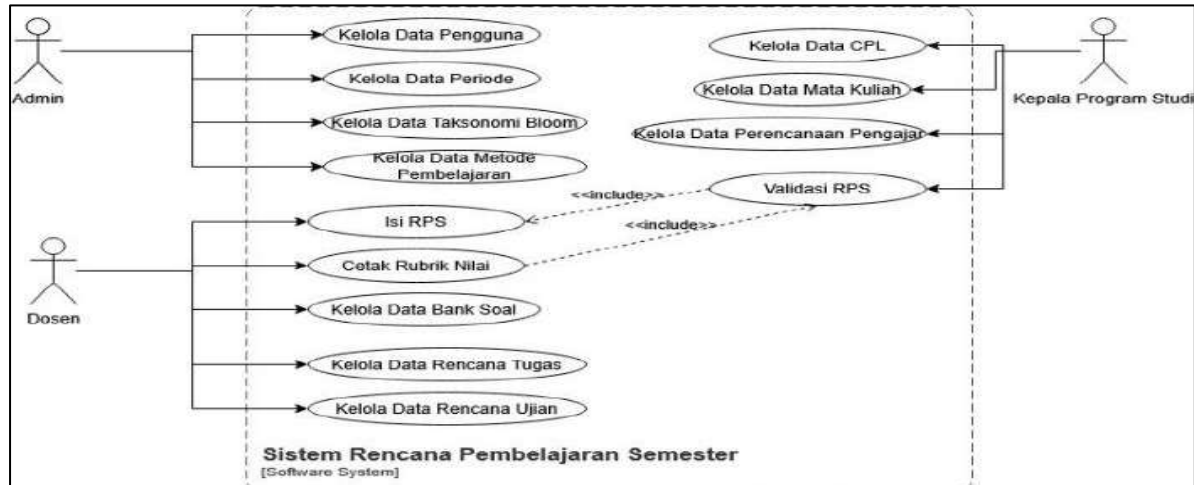 Kelola Data Pengguna
Kelola Data CPL
Kelola Data Periode
Kelola Data Mata Kuliah
Admin
Kepala Program Studi
Kelola Data Taksonomi Bloom
Kelola Data Perencanaan Pengajar
Kelola Data Metode
Pembelajaran
Validasi RPS
<<include>>
Isi RPS
<<include>>
Cetak Rubrik Nilai
Dosen
Kelola Data Bank Soal
Kelola Data Rencana Tugas
Kelola Data Rencana Ujian
Sistem Rencana Pembelajaran Semester
[Software System]